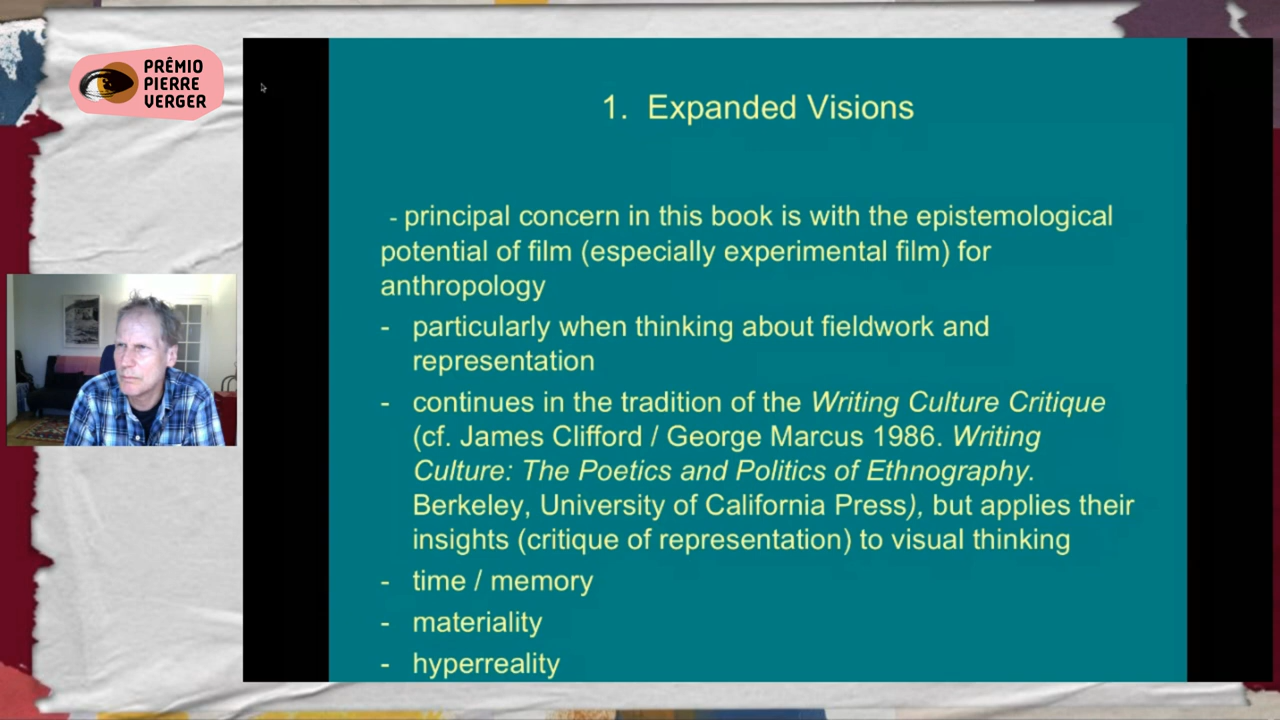 PRÊMIO
PIERRE
VERGER
1. Expanded Visions
- principal concern in this book is with the epistemological
potential of film (especially experimental film) for
anthropology
- particularly when thinking about fieldwork and
representation
- continues in the tradition of the Writing Culture Critique
(cf. James Clifford / George Marcus 1986. Writing
Culture: The Poetics and Politics of Ethnography.
Berkeley, University of California Press), but applies their
insights (critique of representation) to visual thinking
- time / memory
- materiality
- hyperreality